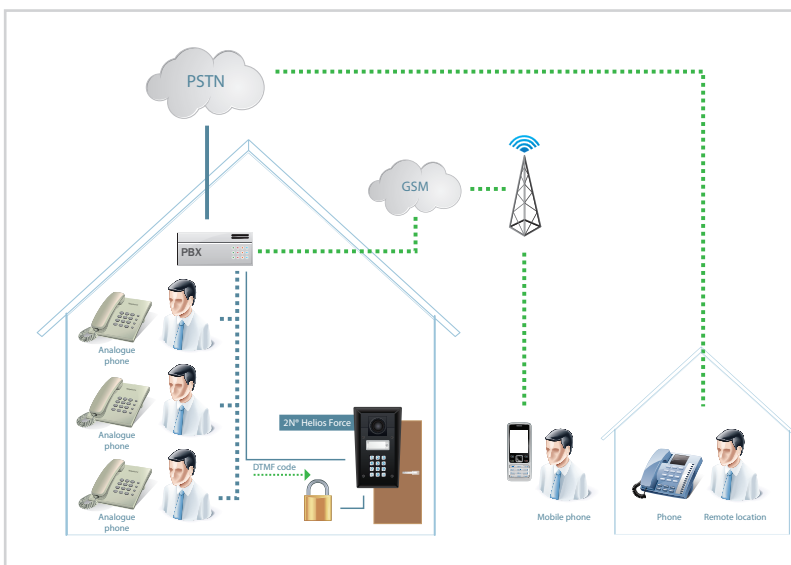 PSTN
GSM
PBX
Analogue
phone
Analogue
phone
2N® Helios Force
DTMF code
Analogue
phone
Mobile phone
Phone
Remote location